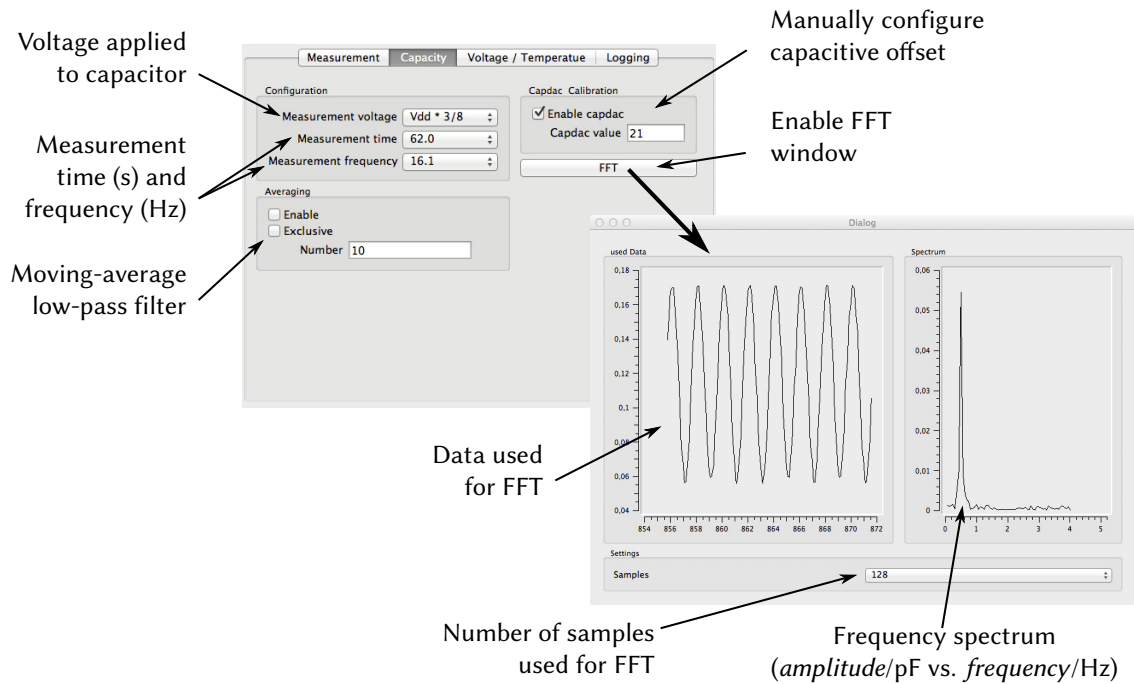 Voltage applied
to capacitor
Measurement
time (s) and
frequency (Hz)
Moving-average
low-pass filter
Manually configure
capacitive offset
Enable FFT
window
Measurement Capacity Voltage / Temperatue Logging
Configuration
Measurement voltage Vdd * 3/8
Measurement time 62.0
Measurement frequency 16.1
Averaging
Enable
Exclusive
Number 10
Capdac Calibration
Enable capdac
Capdac value 21
FFT
Dialog
used Data
0,18
0,16
0,14
0,12
0,1
0,08
0,06
0,04
854 856 858 860 862 864 866 868 870 872
Spectrum
0,06
0,05
0,04
0,03
0,02
0,01
0
0 1 2 3 4 5
Settings
Samples 128
Data used
for FFT
Number of samples
used for FFT
Frequency spectrum
(amplitude/pF vs. frequency/Hz)